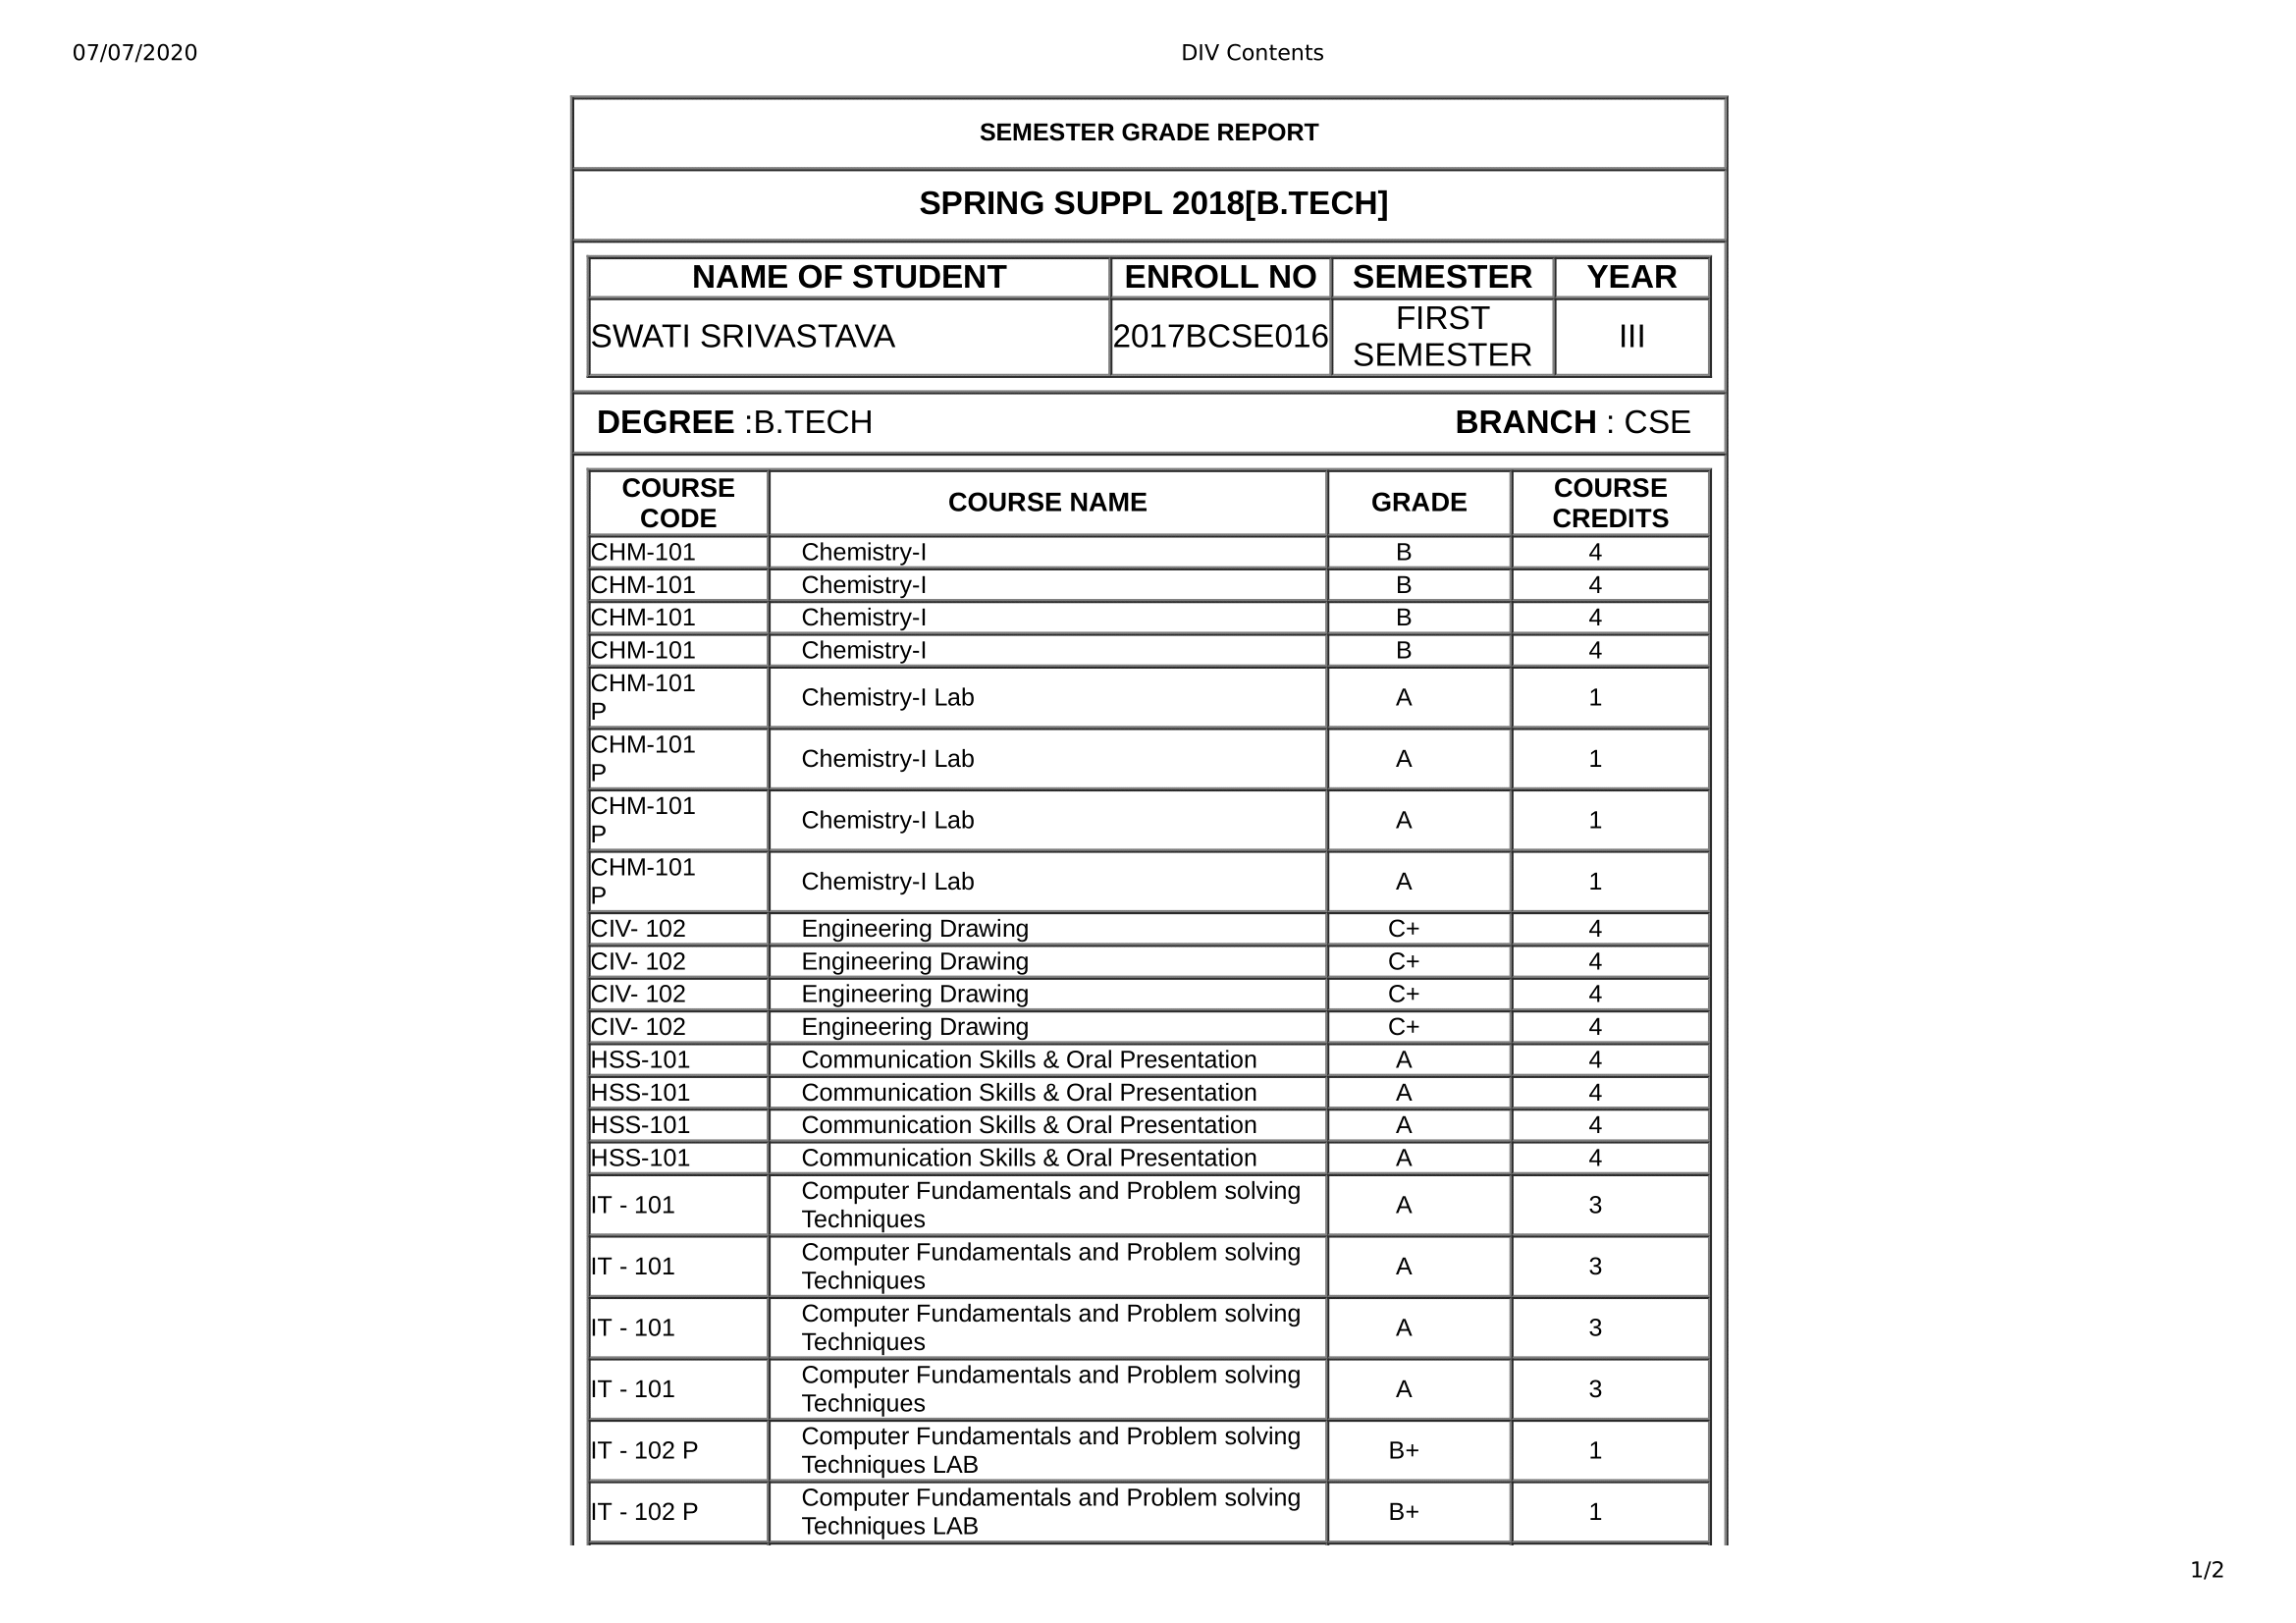 07/07/2020 DIV Contents
SEMESTER GRADE REPORT
SPRING SUPPL 2018[B.TECH]
NAME OF STUDENT ENROLL NO SEMESTER YEAR
SWATI SRIVASTAVA 2017BCSE016 FIRST SEMESTER III
DEGREE :B.TECH BRANCH : CSE
COURSE CODE COURSE NAME GRADE COURSE CREDITS
CHM-101 Chemistry-I B 4
CHM-101 Chemistry-I B 4
CHM-101 Chemistry-I B 4
CHM-101 Chemistry-I B 4
CHM-101 P Chemistry-I Lab A 1
CHM-101 P Chemistry-I Lab A 1
CHM-101 P Chemistry-I Lab A 1
CHM-101 P Chemistry-I Lab A 1
CIV- 102 Engineering Drawing C+ 4
CIV- 102 Engineering Drawing C+ 4
CIV- 102 Engineering Drawing C+ 4
CIV- 102 Engineering Drawing C+ 4
HSS-101 Communication Skills & Oral Presentation A 4
HSS-101 Communication Skills & Oral Presentation A 4
HSS-101 Communication Skills & Oral Presentation A 4
HSS-101 Communication Skills & Oral Presentation A 4
IT - 101 Computer Fundamentals and Problem solving Techniques A 3
IT - 101 Computer Fundamentals and Problem solving Techniques A 3
IT - 101 Computer Fundamentals and Problem solving Techniques A 3
IT - 101 Computer Fundamentals and Problem solving Techniques A 3
IT - 102 P Computer Fundamentals and Problem solving Techniques LAB B+ 1
IT - 102 P Computer Fundamentals and Problem solving Techniques LAB B+ 1
1/2